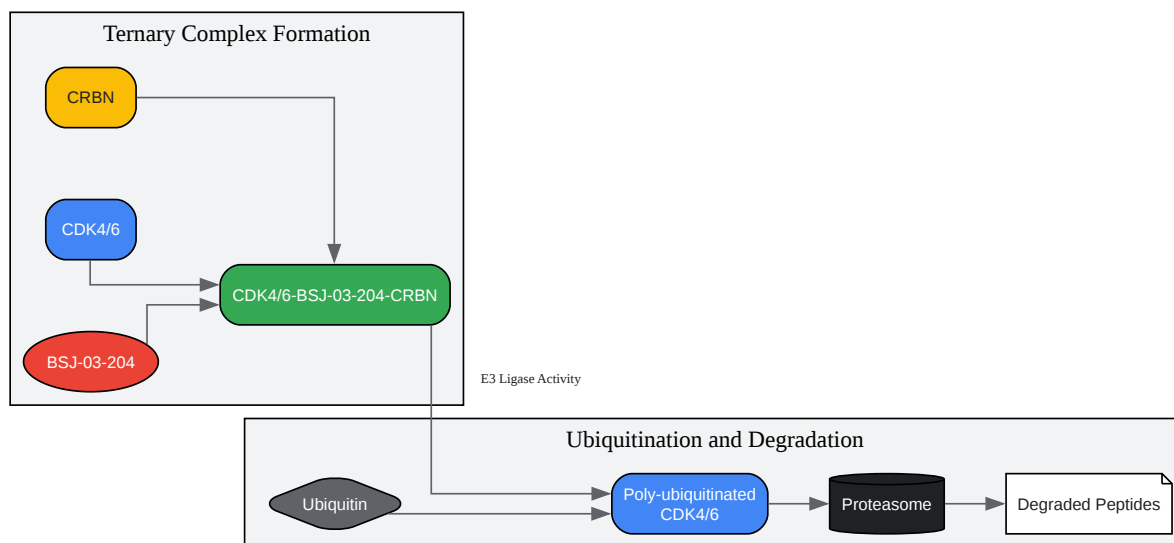 Ternary Complex Formation
CRBN
CDK4/6
CDK4/6-BSJ-03-204-CRBN
BSJ-03-204
E3 Ligase Activity
Ubiquitination and Degradation
Ubiquitin
Poly-ubiquitinated
CDK4/6
Proteasome
Degraded Peptides